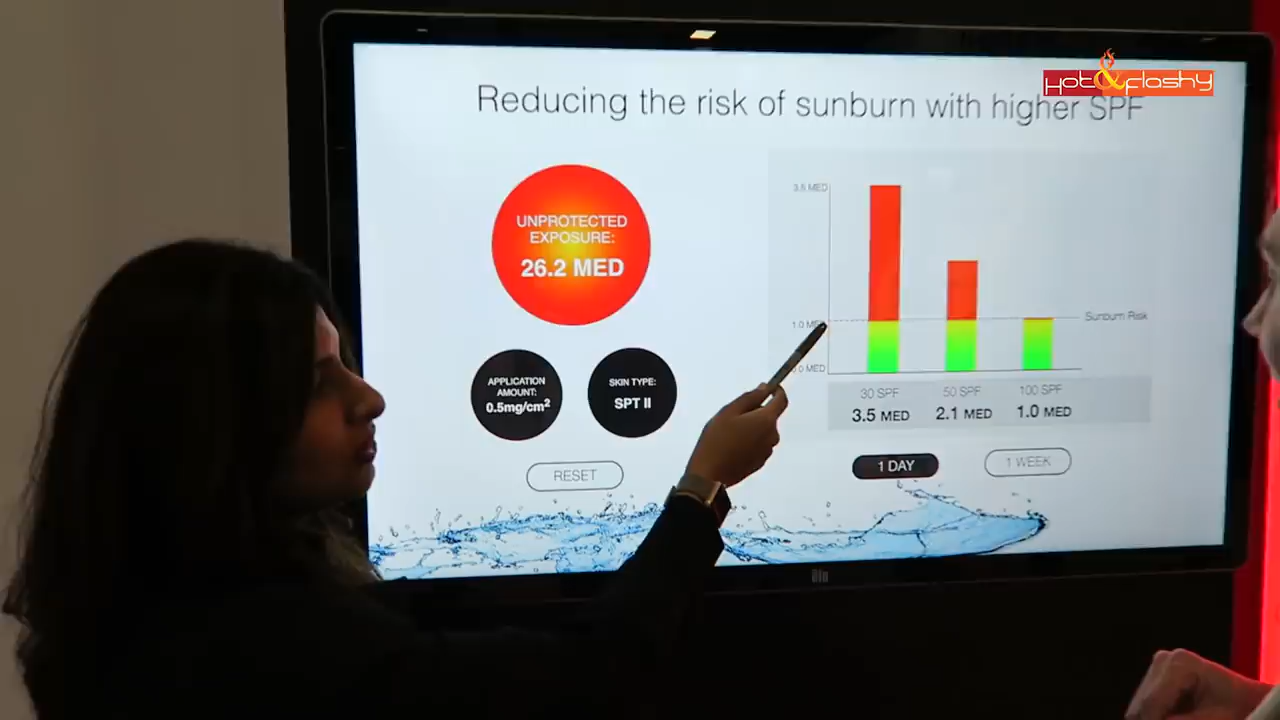 Hot & Flashy
Reducing the risk of sunburn with higher SPF
UNPROTECTED
EXPOSURE:
26.2 MED
APPLICATION
AMOUNT:
0.5mg/cm²
SKIN TYPE:
SPT II
RESET
3.5 MED
1.0 MED
0.0 MED
Sunburn Risk
30 SPF
50 SPF
100 SPF
3.5 MED
2.1 MED
1.0 MED
1 DAY
1 WEEK
elo